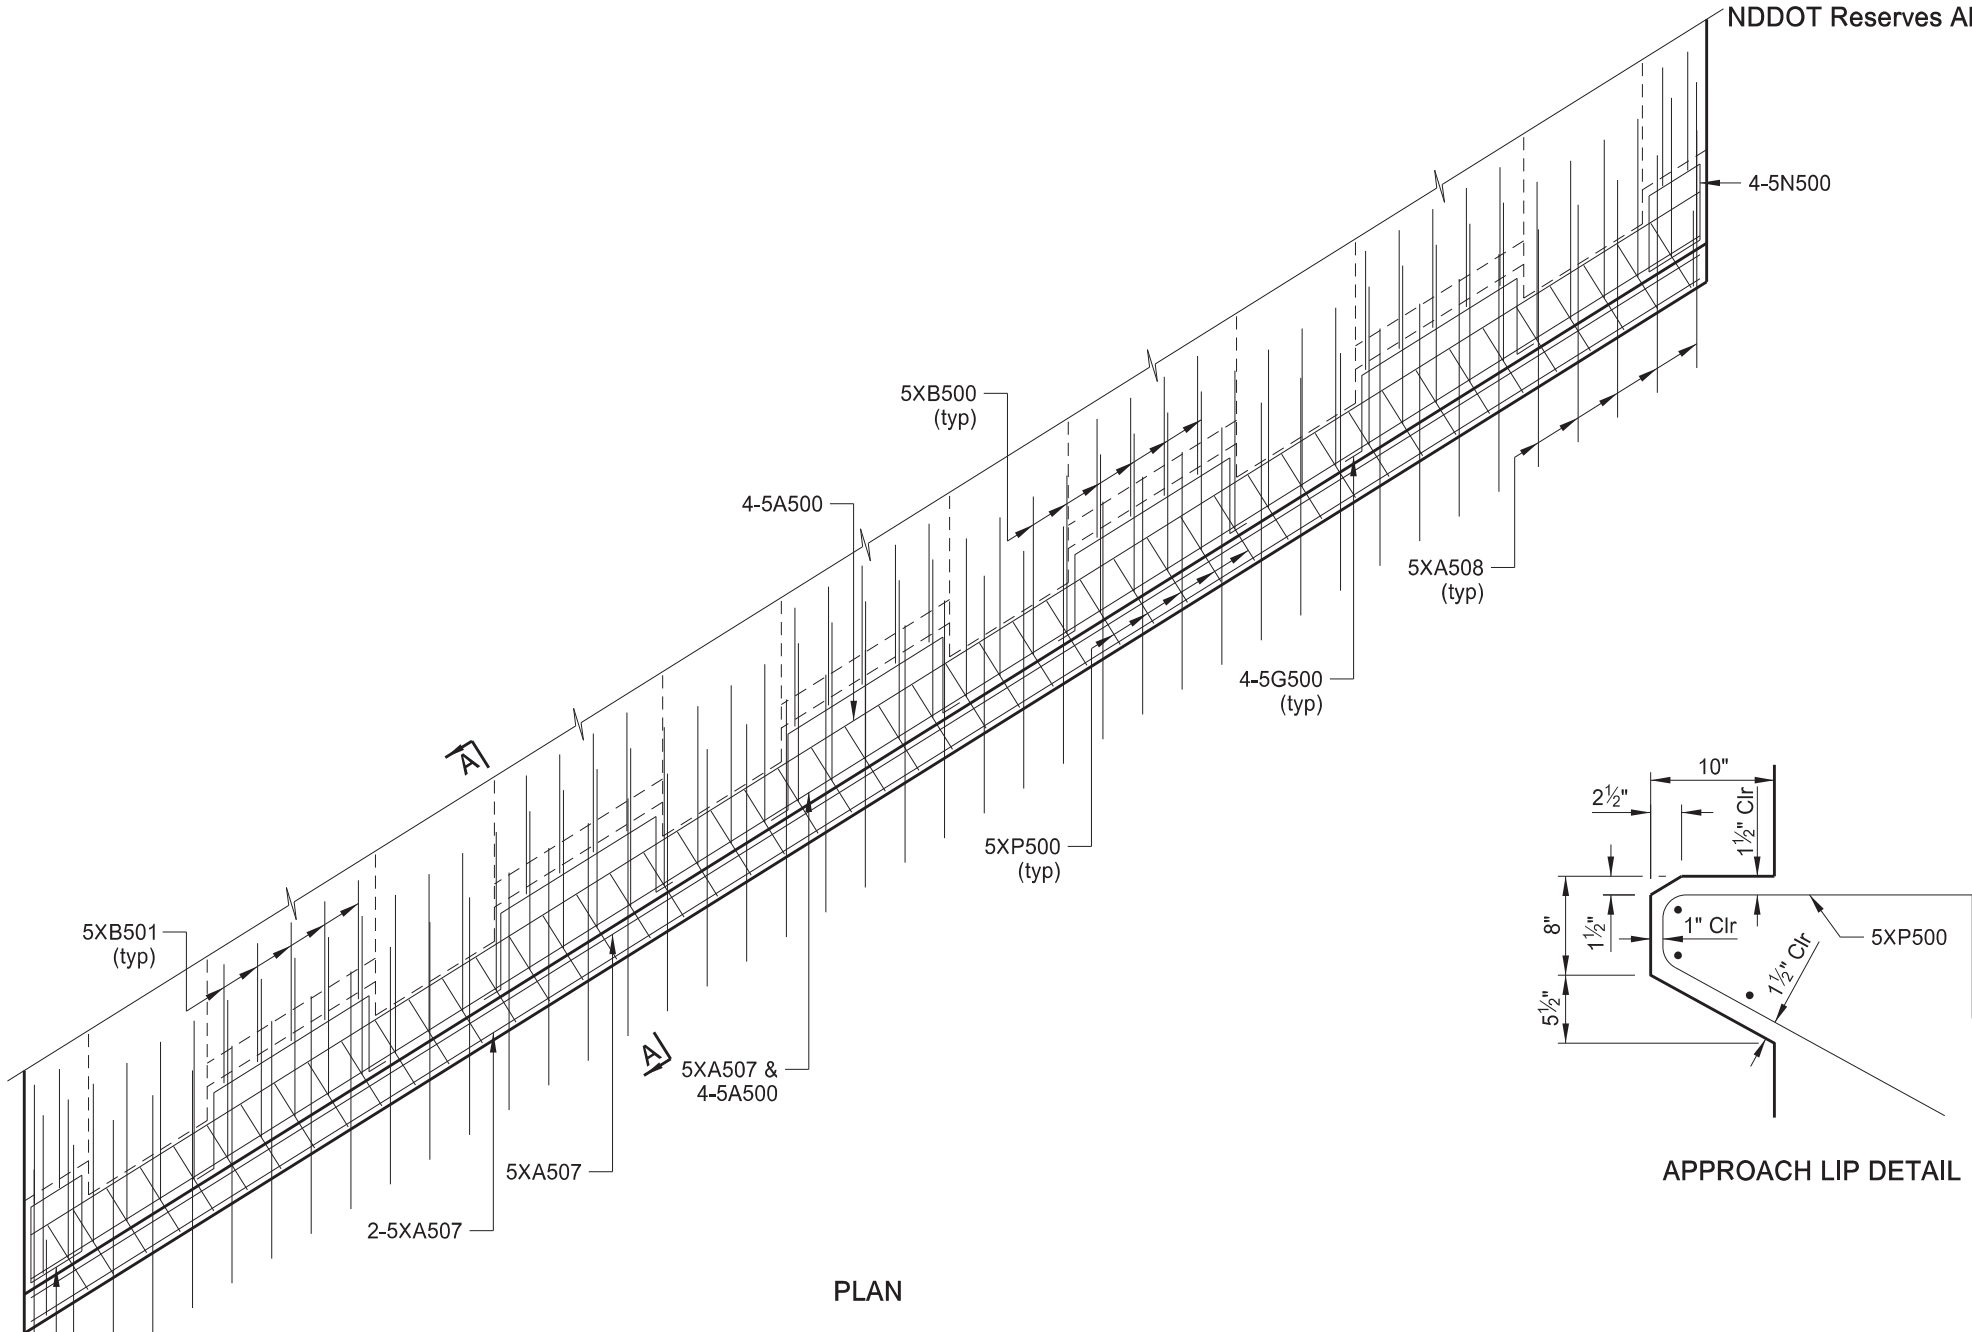 NDDOT Reserves Al
4-5N500
5XB500
(typ)
4-5A500
5XA508
(typ)
4-5G500
(typ)
A
5XP500
(typ)
5XB501
(typ)
A
5XA507 &
4-5A500
5XA507
2-5XA507
PLAN
10"
2½"
1½" Clr
8"
1½"
1" Clr
5XP500
1½" Clr
5½"
APPROACH LIP DETAIL